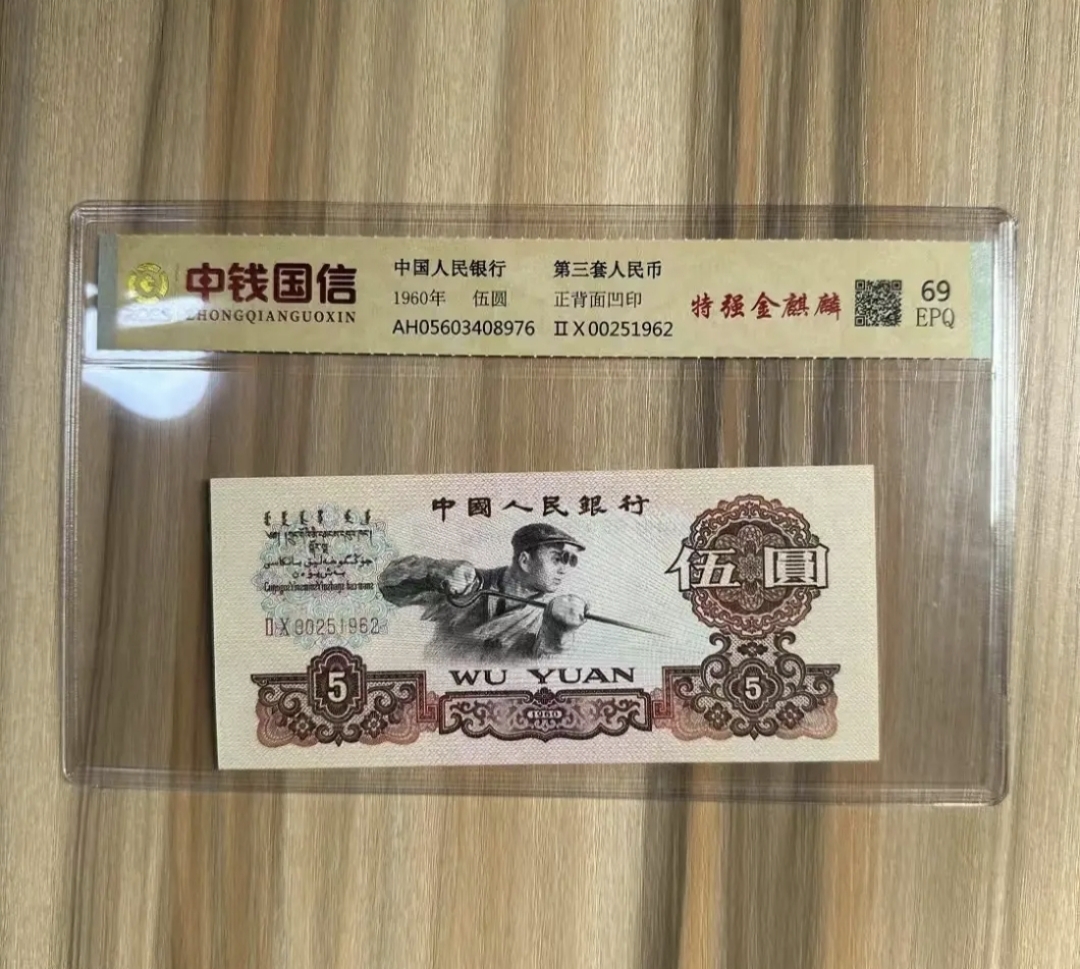 中钱国信
ZHONGQIANGUOXIN
中国人民银行 第三套人民币
1960年 伍圆 正背面凹印
AH05603408976 ⅡX00251962
特强金麒麟
69
EPQ
中國人民銀行
伍圓
ⅡX00251962
WU YUAN
5
1960
5